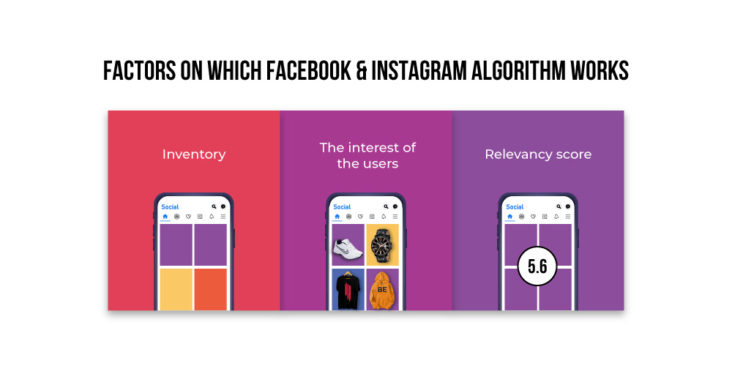 FACTORS ON WHICH FACEBOOK & INSTAGRAM ALGORITHM WORKS
Inventory
The interest of
the users
Relevancy score
Social
Social
Social
5.6
BE